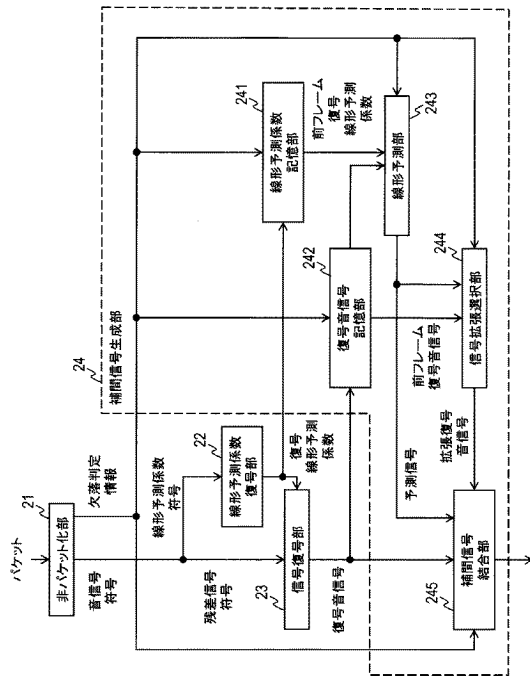 パケット
21
非パケット化部
音信号
符号
欠落判定
情報
線形予測係数
符号
残差信号
符号
22
線形予測係数
復号部
復号
線形予測
係数
23
信号復号部
復号音信号
24
補間信号生成部
241
線形予測係数
記憶部
前フレーム
復号
線形予測
係数
242
復号音信号
記憶部
243
線形予測部
前フレーム
復号音信号
244
信号拡張選択部
予測信号
拡張復号
音信号
245
補間信号
結合部